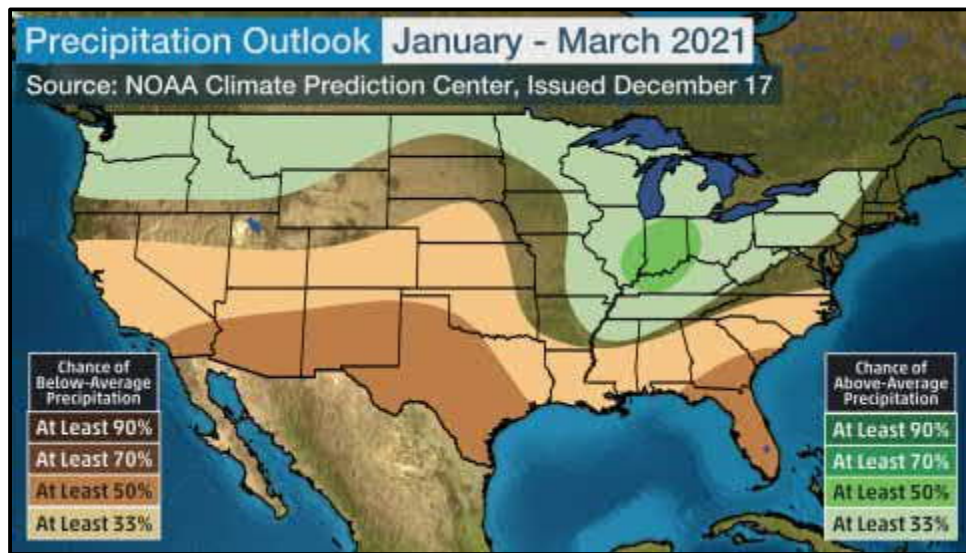 Precipitation Outlook January - March 2021
Source: NOAA Climate Prediction Center, Issued December 17
Chance of
Below-Average
Precipitation
At Least 90%
At Least 70%
At Least 50%
At Least 33%
Chance of
Above-Average
Precipitation
At Least 90%
At Least 70%
At Least 50%
At Least 33%